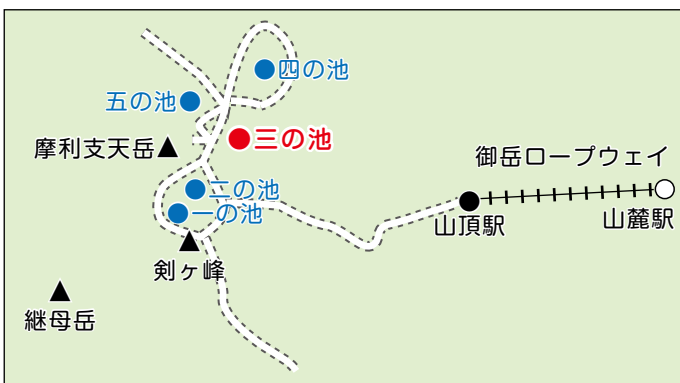 四の池
五の池
三の池
摩利支天岳
御岳ロープウェイ
二の池
一の池
山頂駅
山麓駅
剣ヶ峰
継母岳